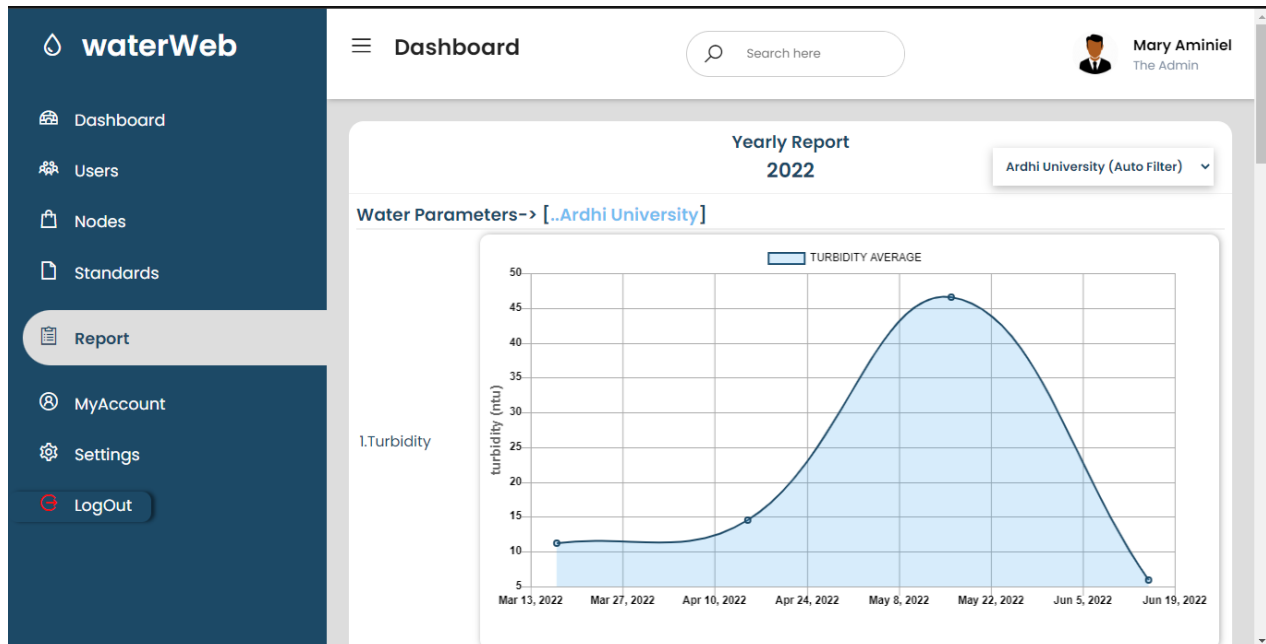 waterWeb
Dashboard
Users
Nodes
Standards
Report
MyAccount
Settings
LogOut
Dashboard
Search here
Mary Aminiel
The Admin
Yearly Report
2022
Ardhi University (Auto Filter)
Water Parameters-> [..Ardhi University]
1.Turbidity
TURBIDITY AVERAGE
turbidity (ntu)
50
45
40
35
30
25
20
15
10
5
Mar 13, 2022 Mar 27, 2022 Apr 10, 2022 Apr 24, 2022 May 8, 2022 May 22, 2022 Jun 5, 2022 Jun 19, 2022